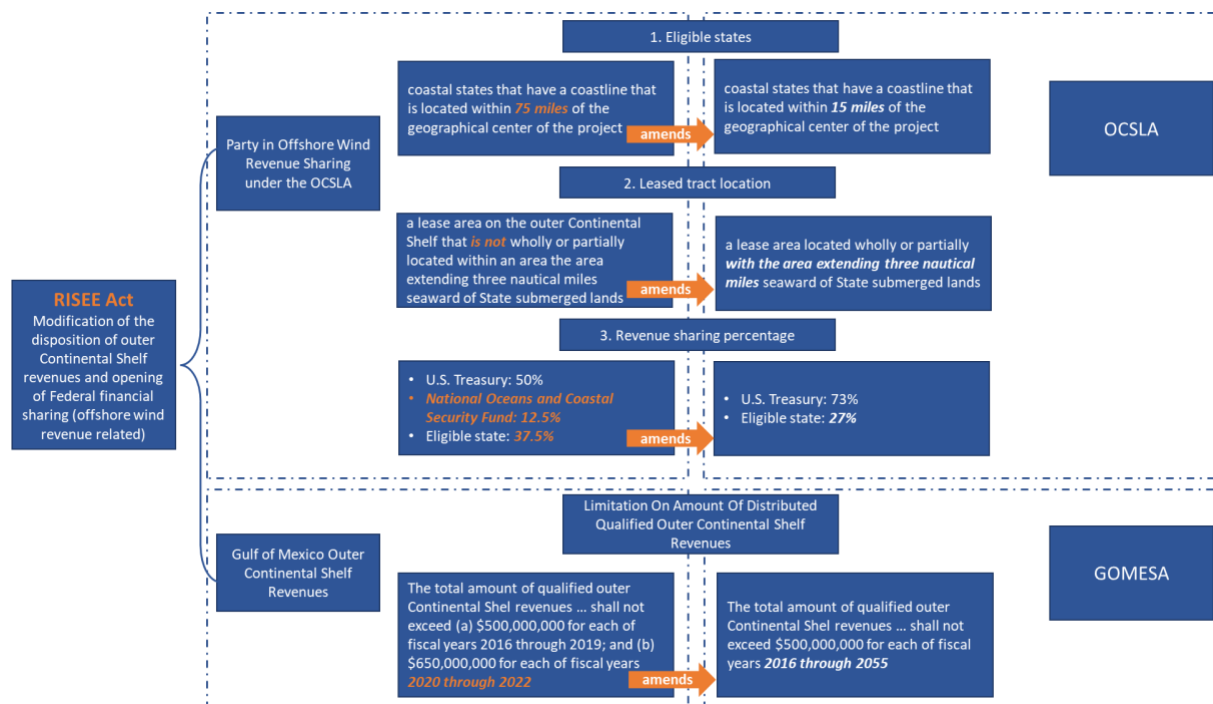 1. Eligible states
coastal states that have a coastline that
is located within 75 miles of the
geographical center of the project
amends
coastal states that have a coastline that
is located within 15 miles of the
geographical center of the project
OCSLA
Party in Offshore Wind
Revenue Sharing
under the OCSLA
2. Leased tract location
a lease area on the outer Continental
Shelf that is not wholly or partially
located within an area the area
extending three nautical miles
seaward of State submerged lands
amends
a lease area located wholly or partially
with the area extending three nautical
miles seaward of State submerged lands
RISEE Act
Modification of the
disposition of outer
Continental Shelf
revenues and opening
of Federal financial
sharing (offshore wind
revenue related)
3. Revenue sharing percentage
• U.S. Treasury: 50%
• National Oceans and Coastal
Security Fund: 12.5%
• Eligible state: 37.5%
amends
• U.S. Treasury: 73%
• Eligible state: 27%
Limitation On Amount Of Distributed
Qualified Outer Continental Shelf
Revenues
Gulf of Mexico Outer
Continental Shelf
Revenues
GOMESA
The total amount of qualified outer
Continental Shel revenues ... shall not
exceed (a) $500,000,000 for each of
fiscal years 2016 through 2019; and (b)
$650,000,000 for each of fiscal years
2020 through 2022
amends
The total amount of qualified outer
Continental Shel revenues ... shall not
exceed $500,000,000 for each of fiscal
years 2016 through 2055